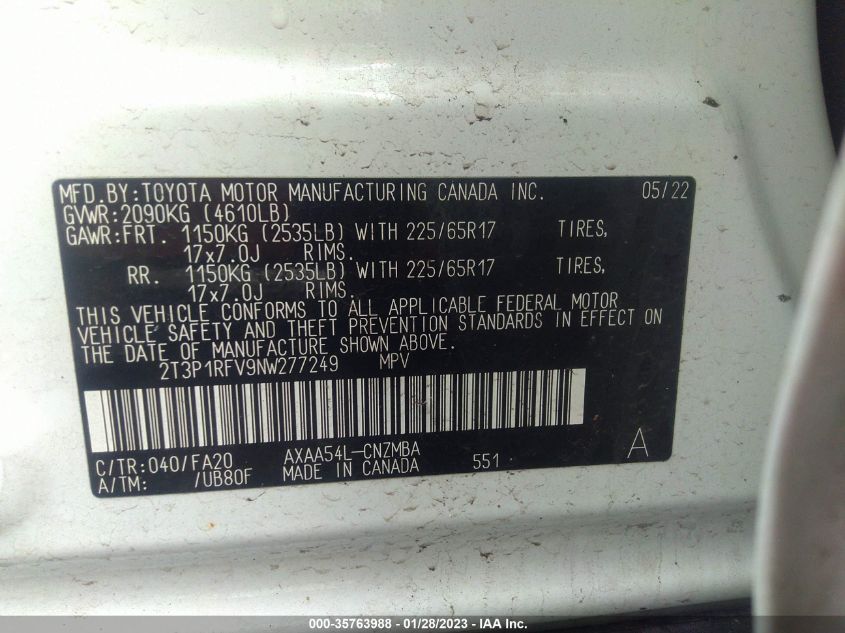 MFD.BY:TOYOTA MOTOR MANUFACTURING CANADA INC. 05/22
GVWR:2090KG (4610LB)
GAWR:FRT. 1150KG (2535LB) WITH 225/65R17 TIRES,
17x7.0J RIMS.
RR. 1150KG (2535LB) WITH 225/65R17 TIRES,
17x7.0J RIMS.
THIS VEHICLE CONFORMS TO ALL APPLICABLE FEDERAL MOTOR
VEHICLE SAFETY AND THEFT PREVENTION STANDARDS IN EFFECT ON
THE DATE OF MANUFACTURE SHOWN ABOVE.
2T3P1RFV9NW277249 MPV
C/TR:040/FA20 AXAA54L-CNZMBA 551 A
A/TM: /UB80F MADE IN CANADA
000-35763988 - 01/28/2023 - IAA Inc.